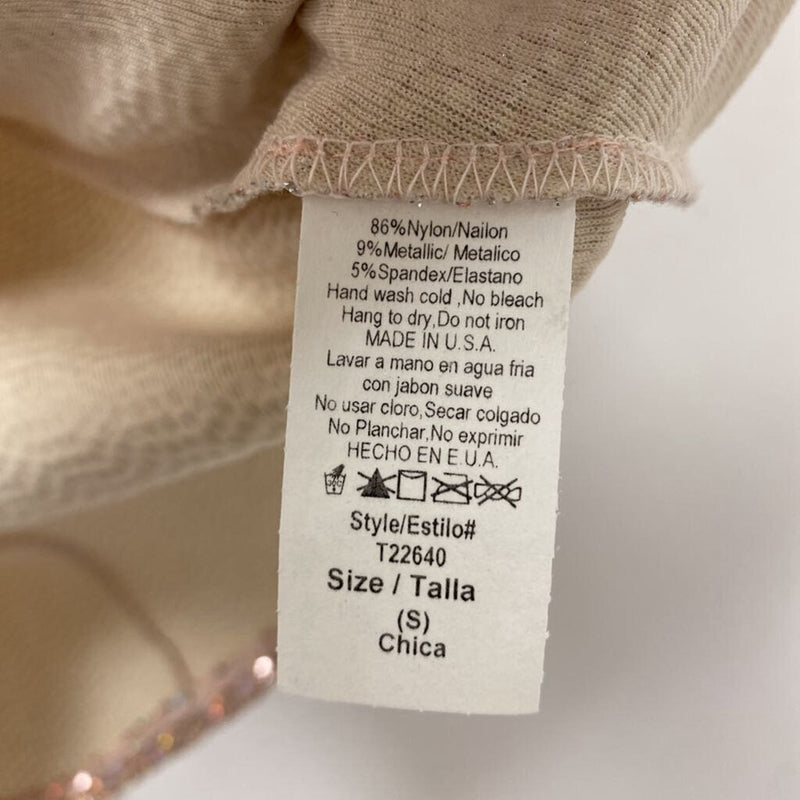 86%Nylon/Nailon
9%Metallic/ Metalico
5%Spandex/Elastano
Hand wash cold ,No bleach
Hang to dry,Do not iron
MADE IN U.S.A.
Lavar a mano en agua fria
con jabon suave
No usar cloro,Secar colgado
No Planchar,No exprimir
HECHO EN E.U.A.
Style/Estilo#
T22640
Size / Talla
(S)
Chica